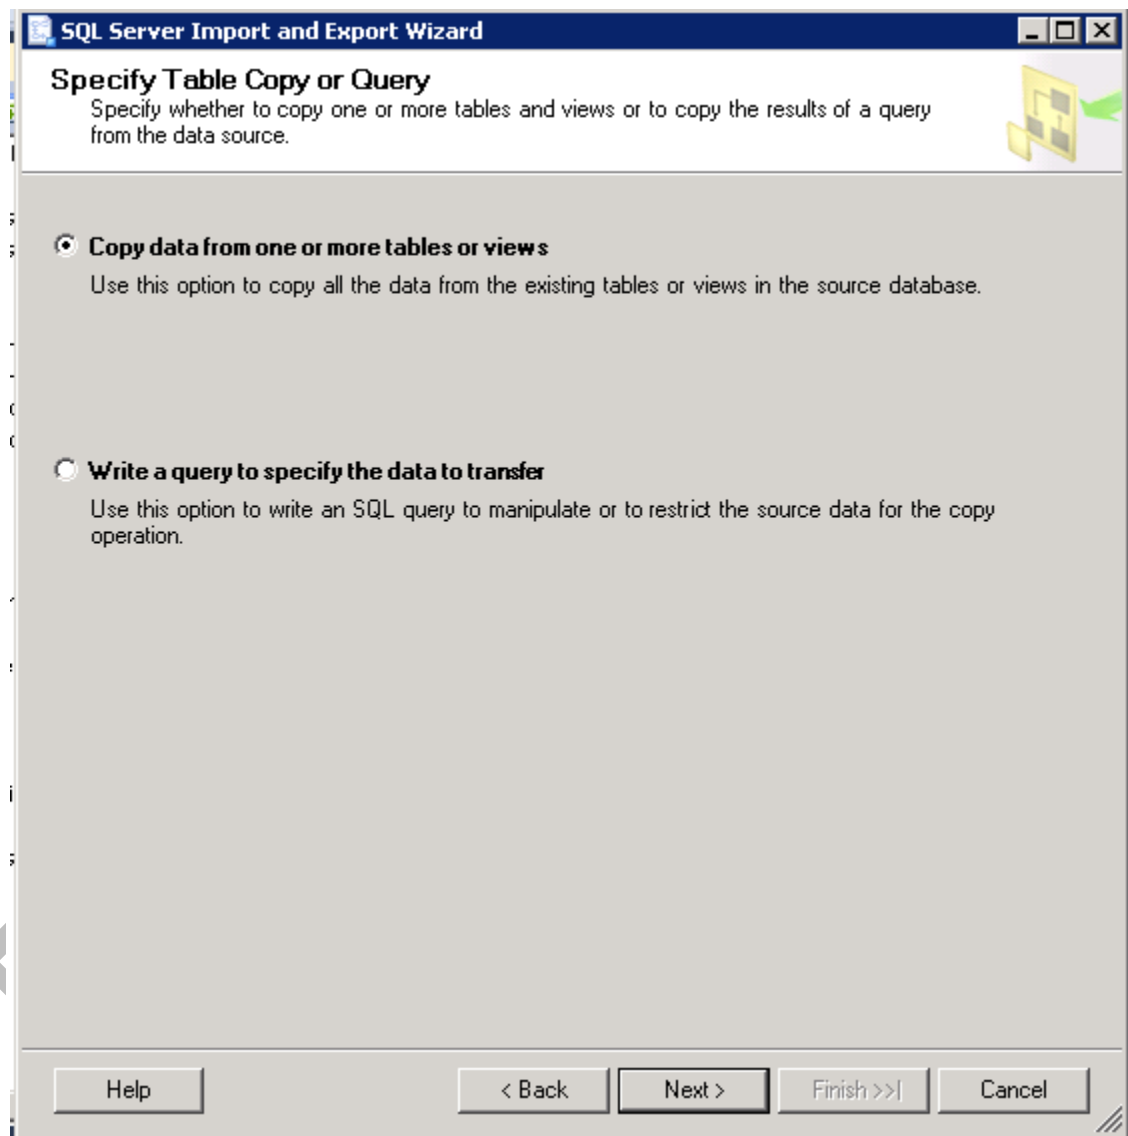 SQL Server Import and Export Wizard
Specify Table Copy or Query
Specify whether to copy one or more tables and views or to copy the results of a query
from the data source.
Copy data from one or more tables or views
Use this option to copy all the data from the existing tables or views in the source database.
Write a query to specify the data to transfer
Use this option to write an SQL query to manipulate or to restrict the source data for the copy
operation.
Help
< Back
Next >
Finish >>|
Cancel